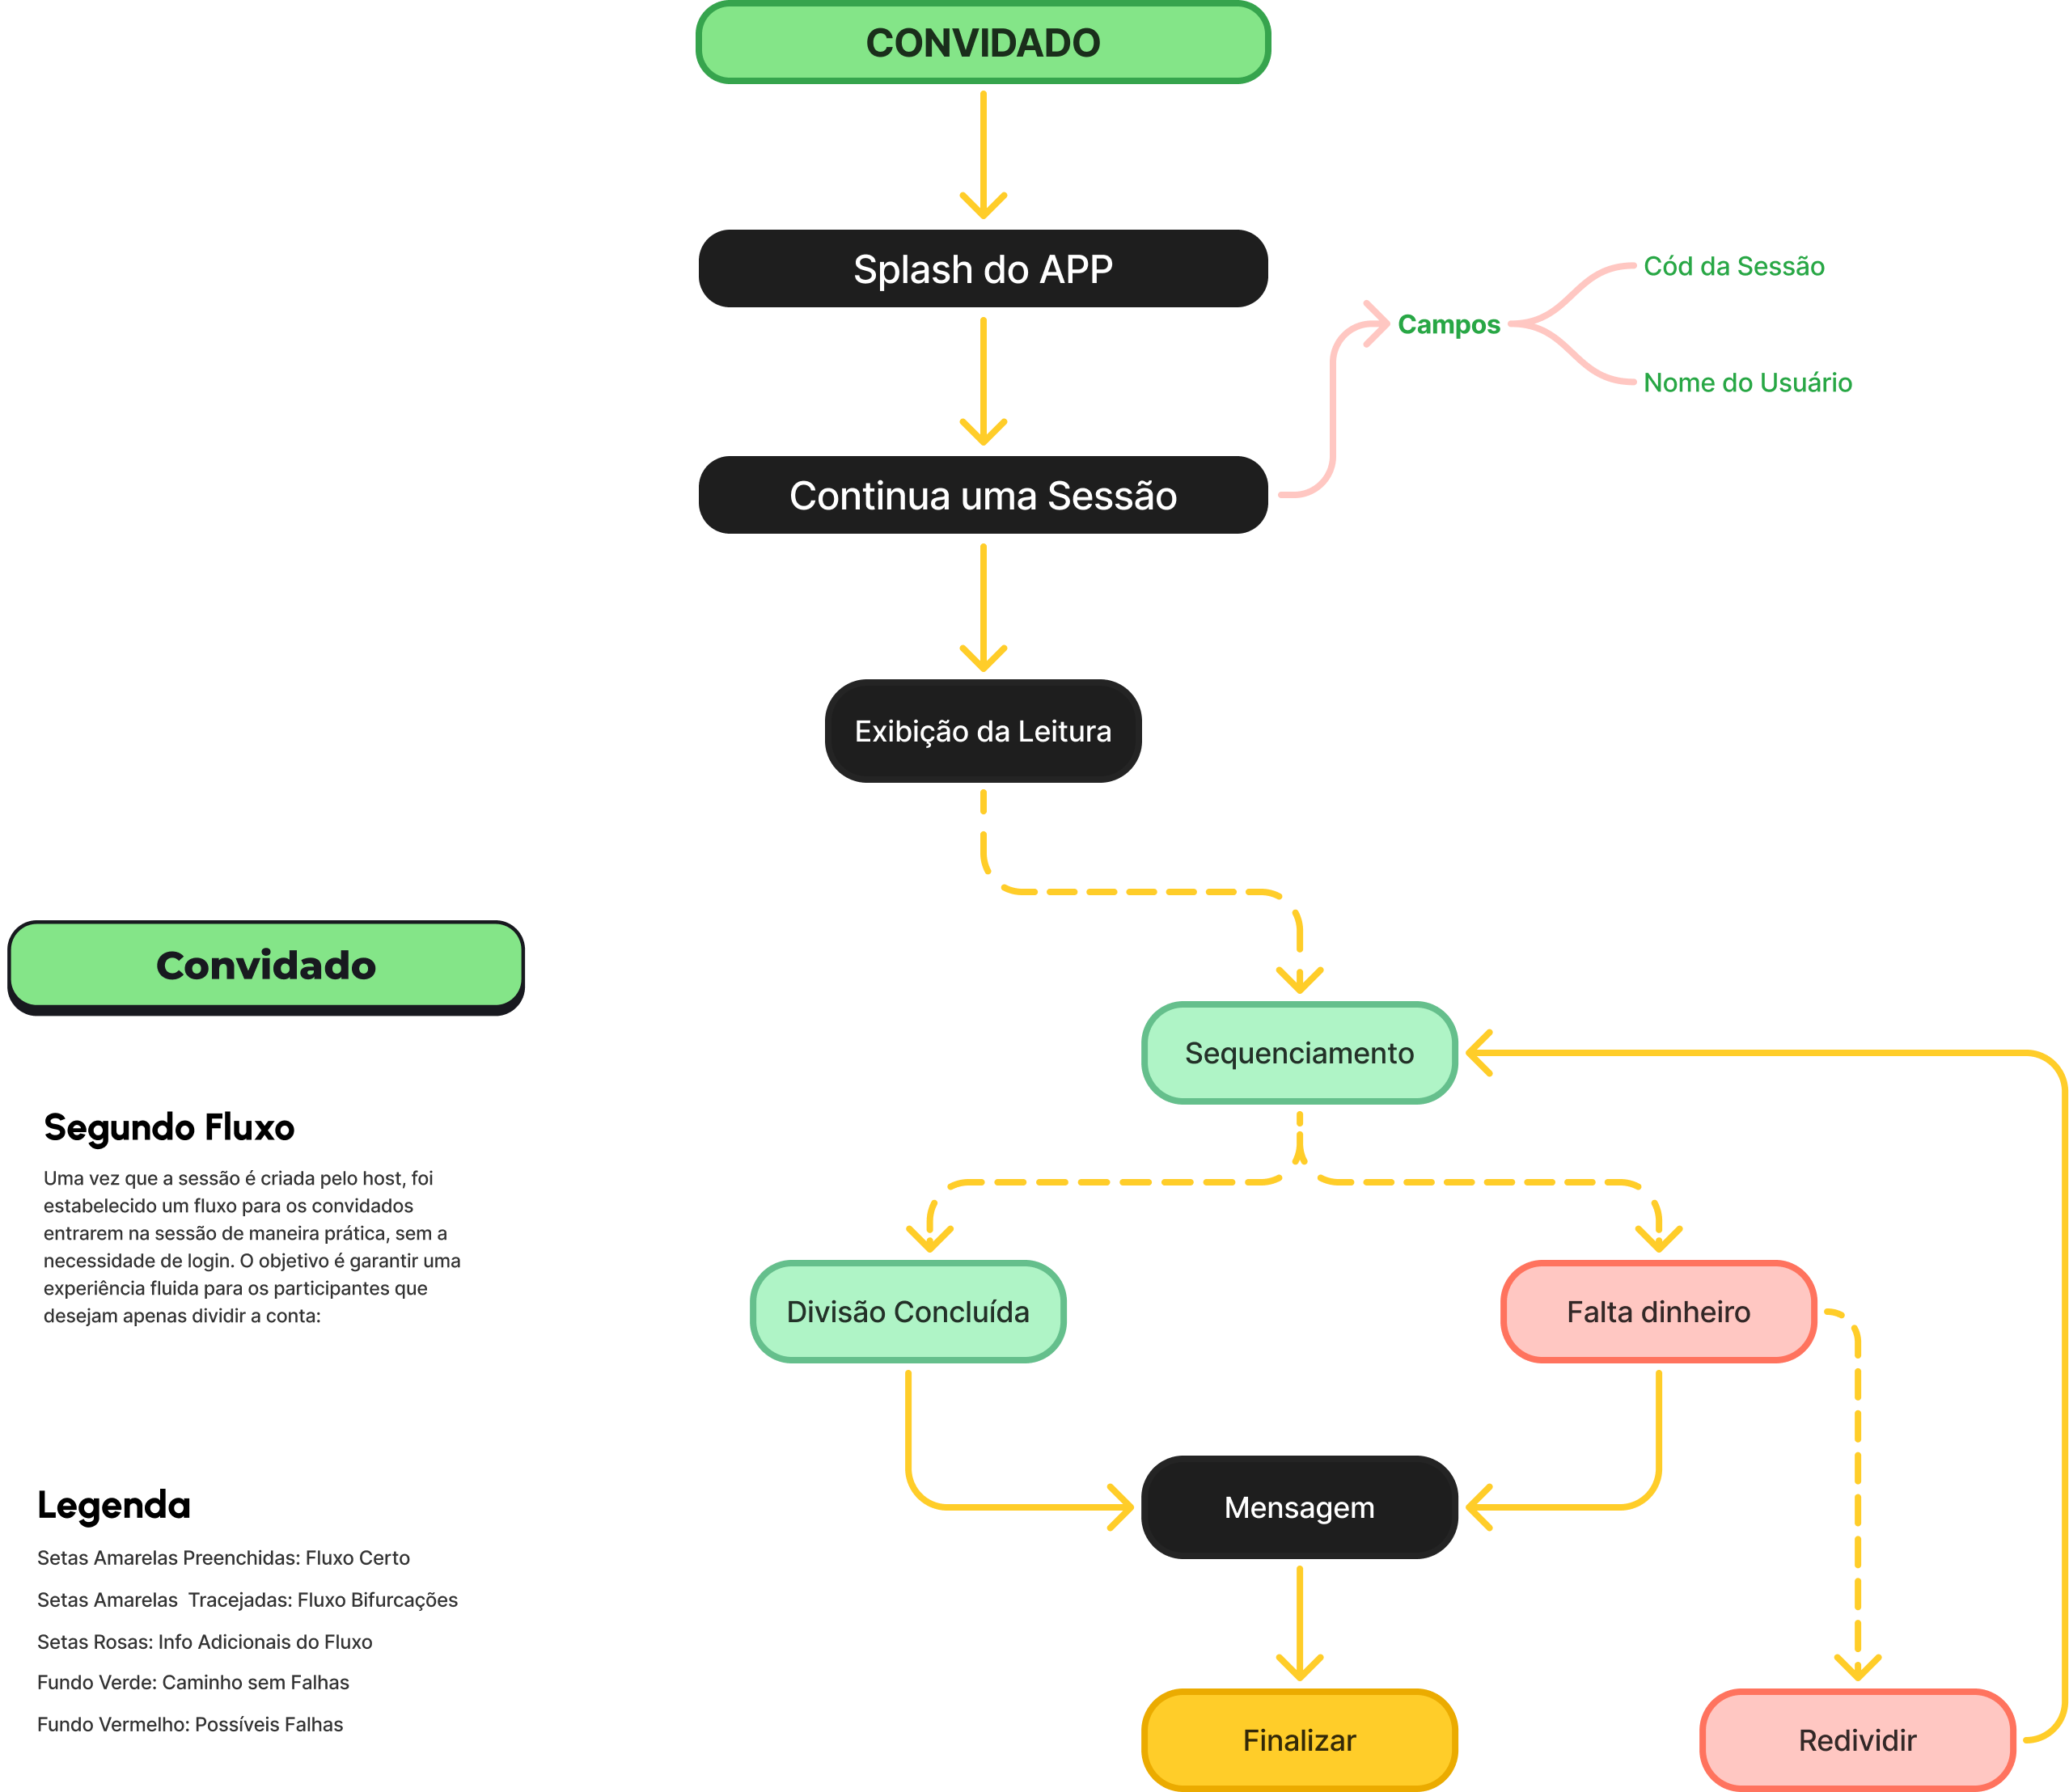 CONVIDADO
Splash do APP
Cód da Sessão
Campos
Nome do Usuário
Continua uma Sessão
Exibição da Leitura
Convidado
Segundo Fluxo
Uma vez que a sessão é criada pelo host, foi
estabelecido um fluxo para os convidados
entrarem na sessão de maneira prática, sem a
necessidade de login. O objetivo é garantir uma
experiência fluida para os participantes que
desejam apenas dividir a conta:
Sequenciamento
Divisão Concluída
Falta dinheiro
Mensagem
Finalizar
Redividir
Legenda
Setas Amarelas Preenchidas: Fluxo Certo
Setas Amarelas  Tracejadas: Fluxo Bifurcações
Setas Rosas: Info Adicionais do Fluxo
Fundo Verde: Caminho sem Falhas
Fundo Vermelho: Possíveis Falhas